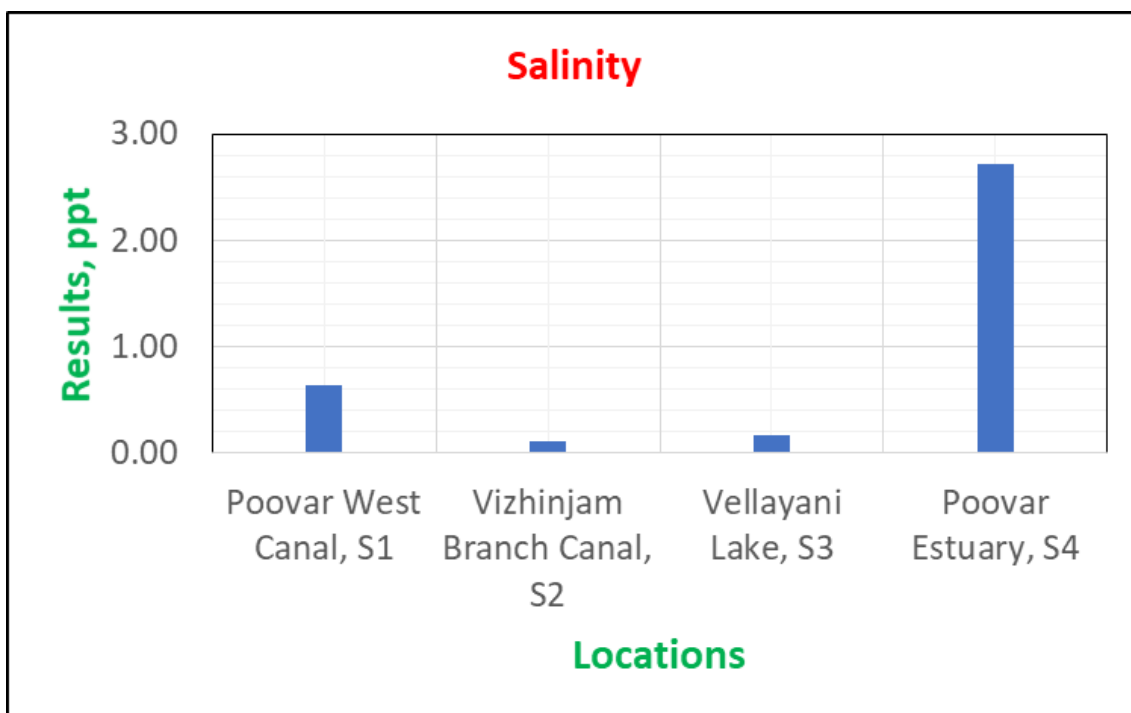 Salinity
Results, ppt
3.00
2.00
1.00
0.00
Poovar West
Canal, S1
Vizhinjam
Branch Canal,
S2
Vellayani
Lake, S3
Poovar
Estuary, S4
Locations